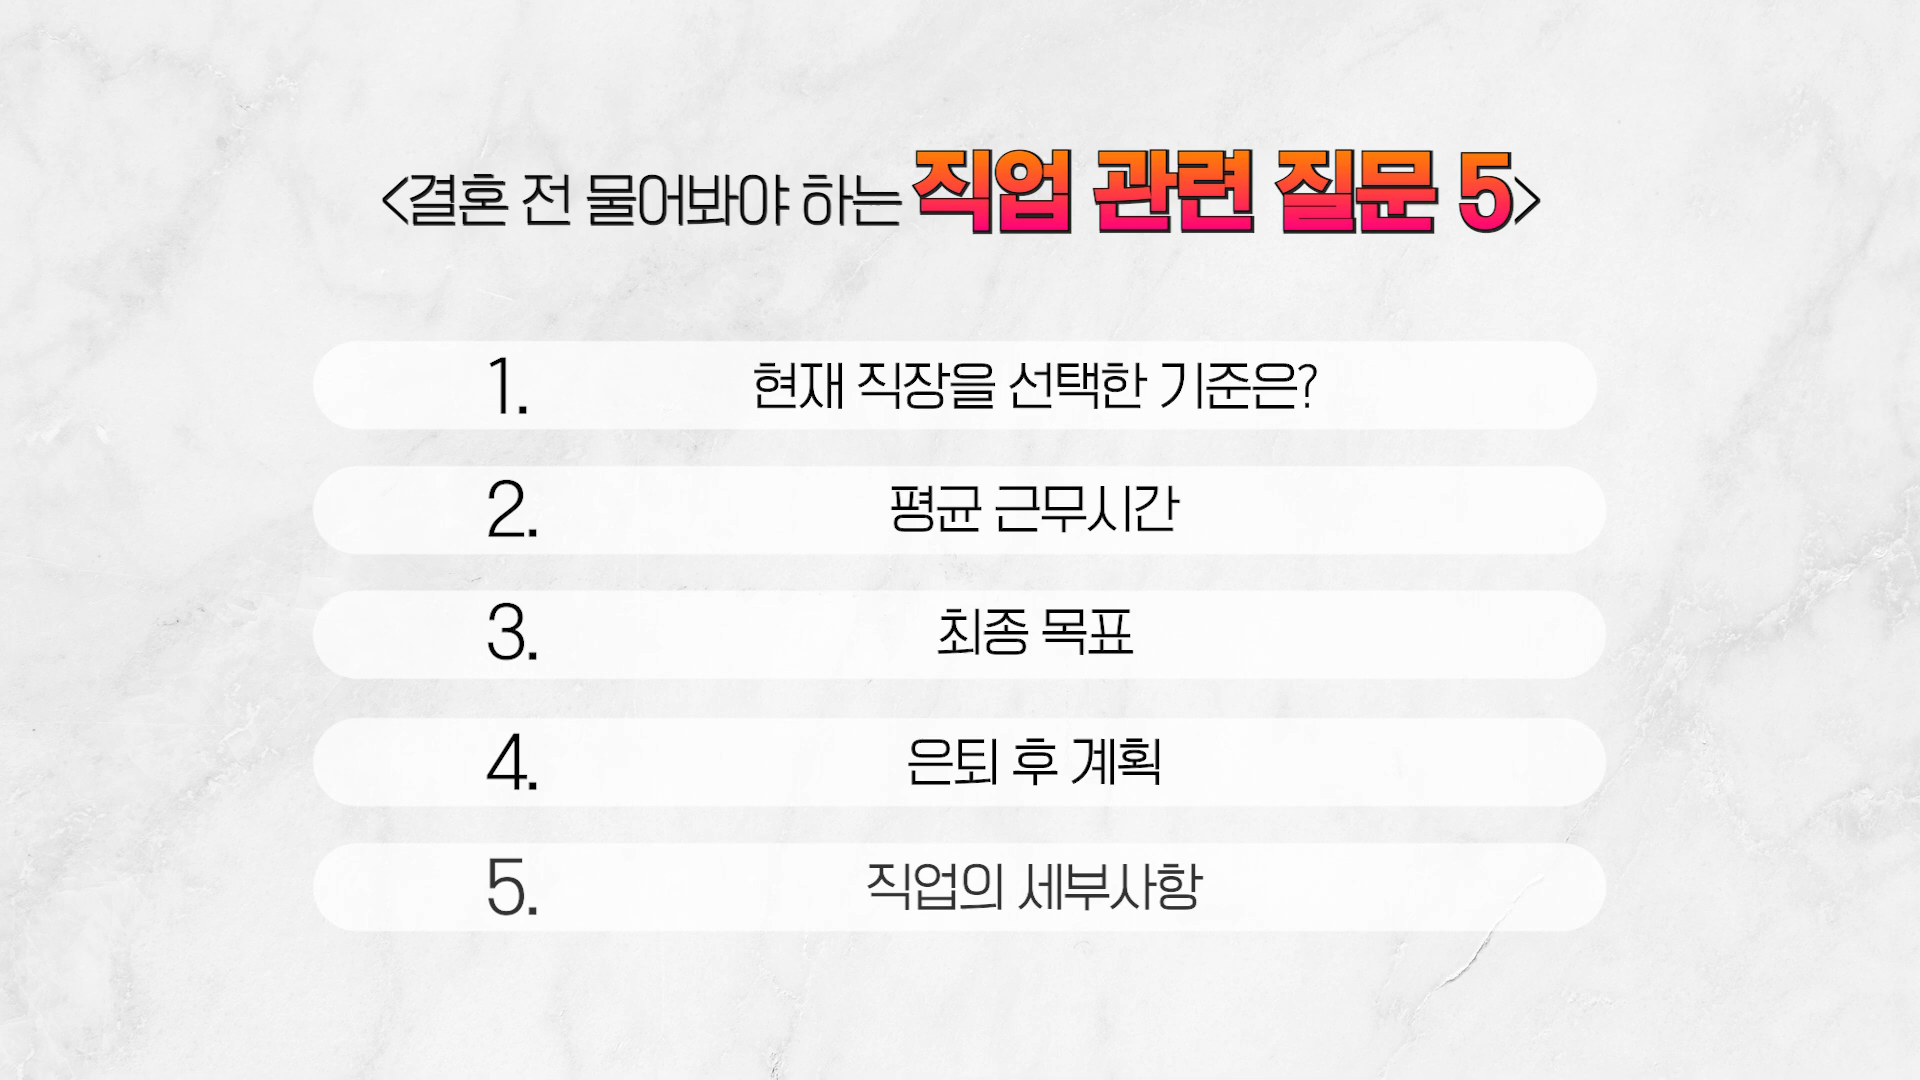 <결혼 전 물어봐야 하는 직업 관련 질문 5>
1. 현재 직장을 선택한 기준은?
2. 평균 근무시간
3. 최종 목표
4. 은퇴 후 계획
5. 직업의 세부사항